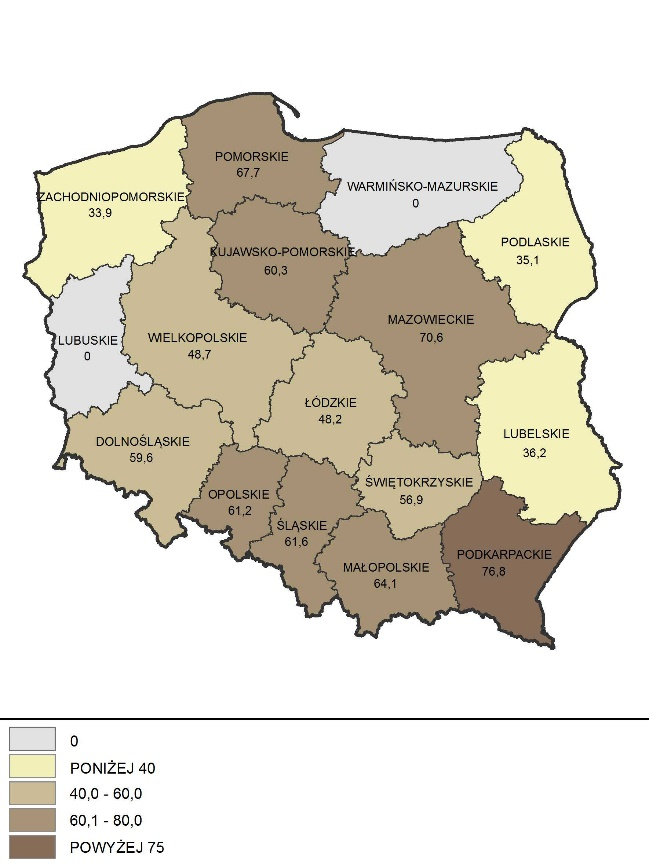 POMORSKIE
67,7
WARMIŃSKO-MAZURSKIE
0
ZACHODNIOPOMORSKIE
33,9
PODLASKIE
35,1
KUJAWSKO-POMORSKIE
60,3
MAZOWIECKIE
70,6
LUBUSKIE
0
WIELKOPOLSKIE
48,7
ŁÓDZKIE
48,2
LUBELSKIE
36,2
DOLNOŚLĄSKIE
59,6
OPOLSKIE
61,2
ŚLĄSKIE
61,6
ŚWIĘTOKRZYSKIE
56,9
MAŁOPOLSKIE
64,1
PODKARPACKIE
76,8
0
PONIŻEJ 40
40,0 - 60,0
60,1 - 80,0
POWYŻEJ 75